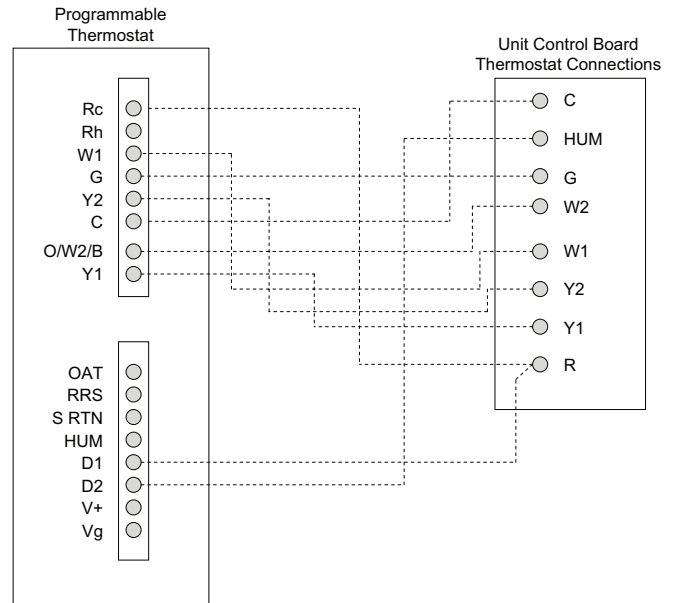 Programmable
Thermostat
Rc
Rh
W1
G
Y2
C
O/W2/B
Y1
OAT
RRS
S RTN
HUM
D1
D2
V+
Vg
Unit Control Board
Thermostat Connections
C
HUM
G
W2
W1
Y2
Y1
R